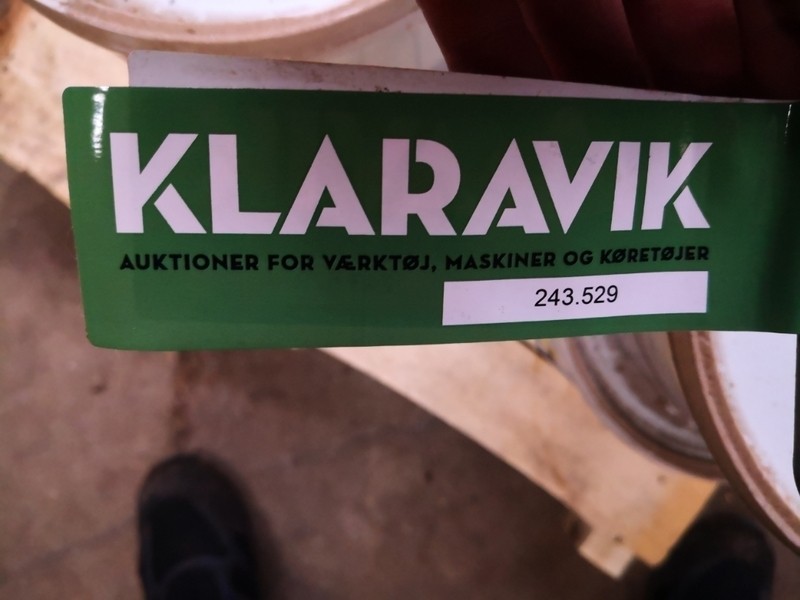 KLARAVIK
AUKTIONER FOR VÆRKTØJ, MASKINER OG KØRETØJER
243.529